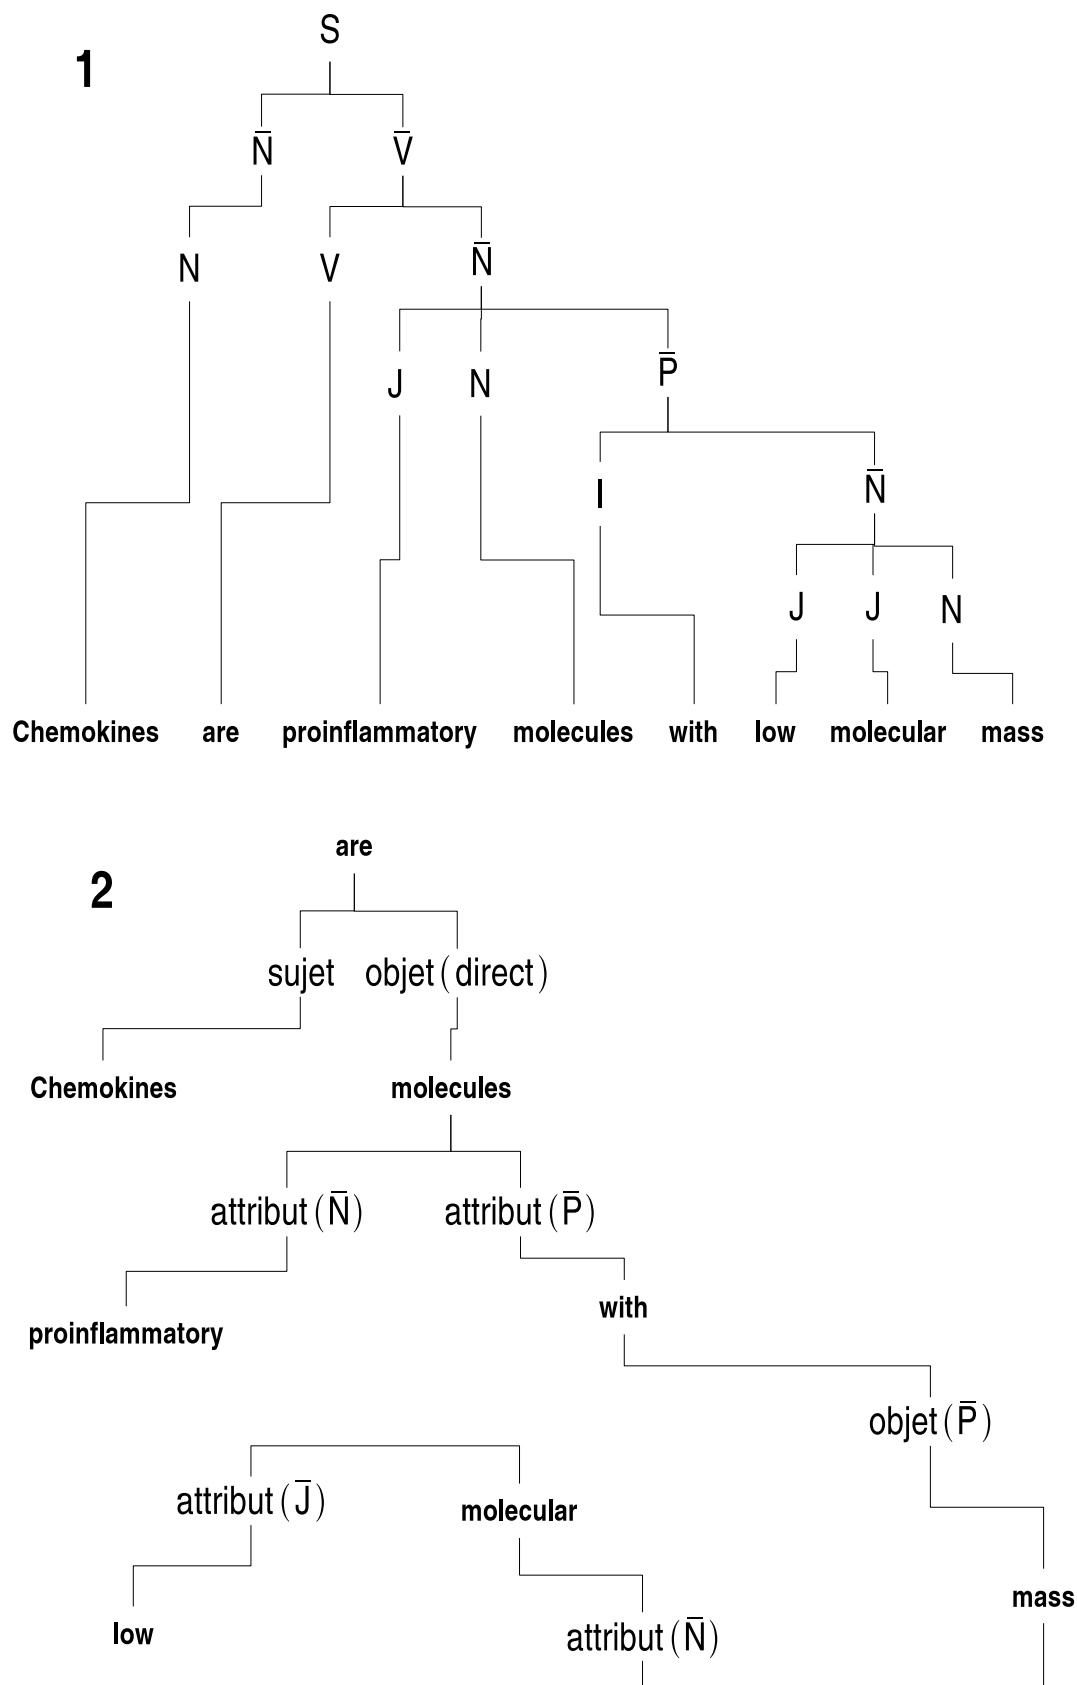 S
1
N̄ V̄
N V N̄
J N P̄
I N̄
J J N
Chemokines are proinflammatory molecules with low molecular mass
are
2
sujet objet (direct)
Chemokines molecules
attribut (N̄) attribut (P̄)
with
proinflammatory
objet (P̄)
attribut (J̄) molecular
mass
low
attribut (N̄)